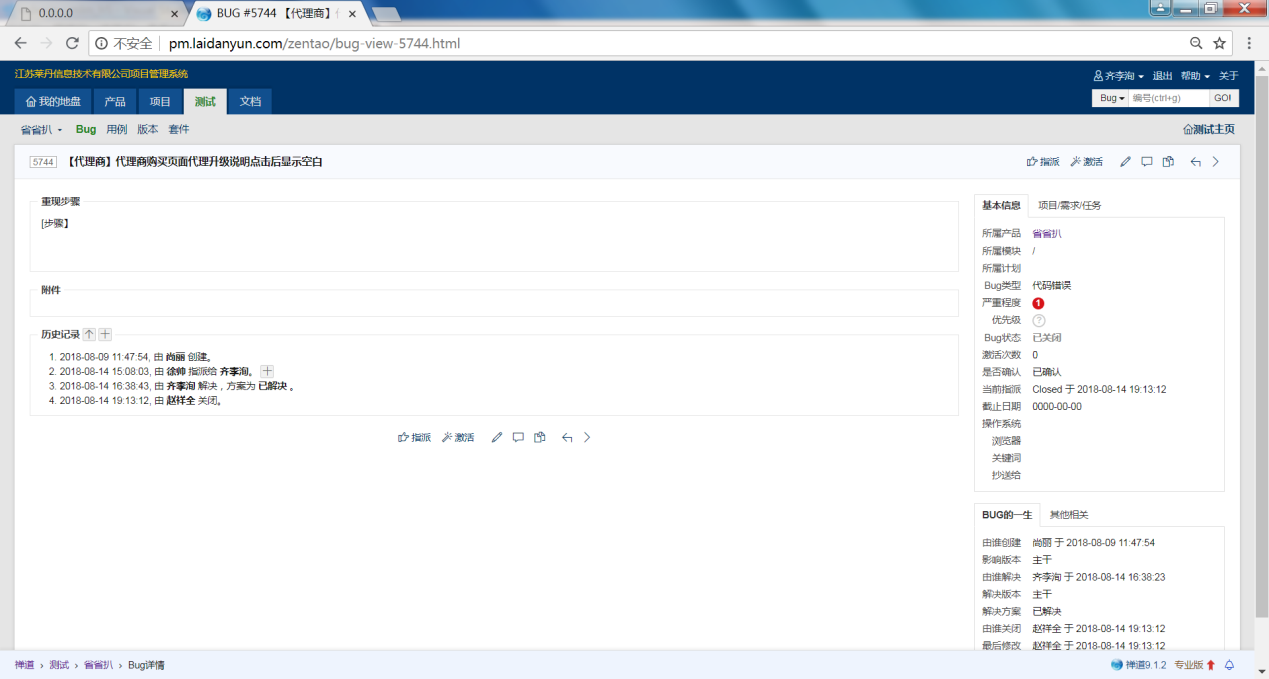 0.0.0.0
BUG #5744 【代理商】
不安全 pm.laidanyun.com/zentao/bug-view-5744.html
江苏莱丹信息技术有限公司项目管理系统
齐李洵 退出 帮助 关于
我的地盘 产品 项目 测试 文档
Bug 编号(ctrl+g) GO!
省省扒 Bug 用例 版本 套件
测试主页
5744 【代理商】代理商购买页面代理升级说明点击后显示空白
指派 激活
重现步骤
[步骤】
附件
历史记录
1. 2018-08-09 11:47:54, 由 尚丽 创建。
2. 2018-08-14 15:08:03, 由 徐帅 指派给 齐李洵。
3. 2018-08-14 16:38:43, 由 齐李洵 解决，方案为 已解决 。
4. 2018-08-14 19:13:12, 由 赵祥全 关闭。
指派 激活
基本信息 项目/需求/任务
所属产品 省省扒
所属模块 /
所属计划
Bug类型 代码错误
严重程度 1
优先级 ?
Bug状态 已关闭
激活次数 0
是否确认 已确认
当前指派 Closed 于 2018-08-14 19:13:12
截止日期 0000-00-00
操作系统
浏览器
关键词
抄送给
BUG的一生 其他相关
由谁创建 尚丽 于 2018-08-09 11:47:54
影响版本 主干
由谁解决 齐李洵 于 2018-08-14 16:38:23
解决版本 主干
解决方案 已解决
由谁关闭 赵祥全 于 2018-08-14 19:13:12
最后修改 赵祥全 于 2018-08-14 19:13:12
禅道 › 测试 › 省省扒 › Bug详情
禅道9.1.2 专业版